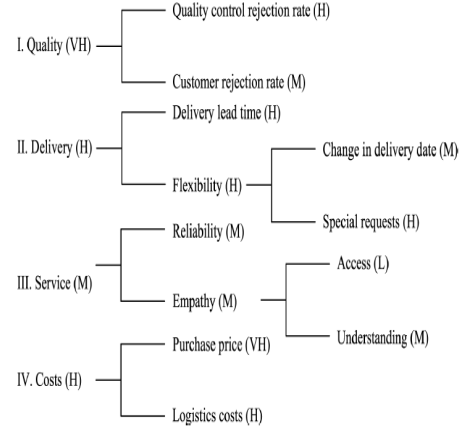 Quality control rejection rate (H)
I. Quality (VH)
Customer rejection rate (M)
Delivery lead time (H)
II. Delivery (H)
Change in delivery date (M)
Flexibility (H)
Special requests (H)
Reliability (M)
Access (L)
III. Service (M)
Empathy (M)
Understanding (M)
Purchase price (VH)
IV. Costs (H)
Logistics costs (H)